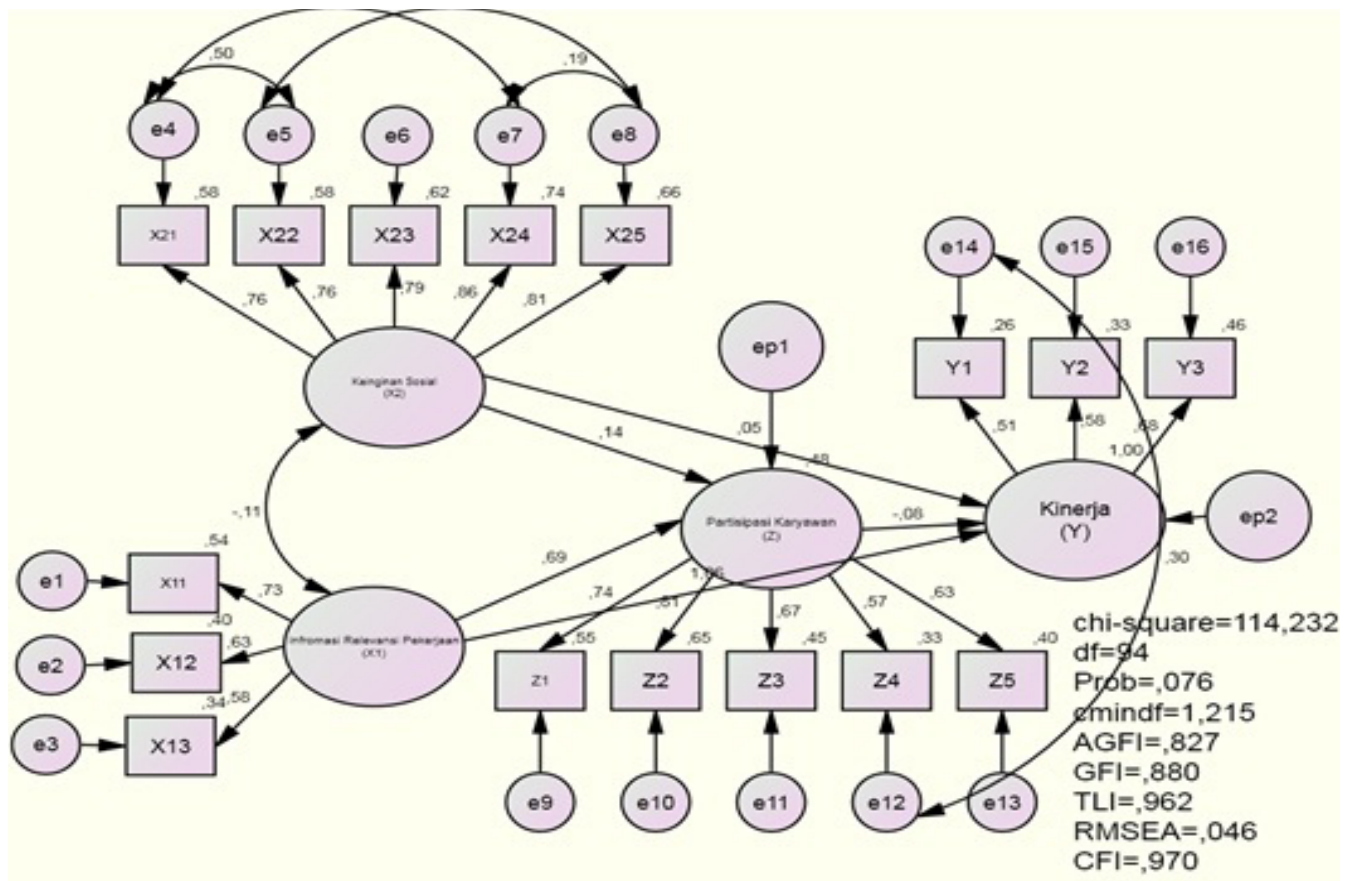 ,50
,19
e4
e5
e6
e7
e8
,58
,58
,62
,74
,66
X21
X22
X23
X24
X25
,76
,76
,79
,86
,81
e14
e15
e16
,26
,33
,46
Y1
Y2
Y3
,51
,58
,68
1,00
ep1
Keinginan Sosial
(X2)
,05
,14
,48
Partisipasi Karyawan
(Z)
-,08
Kinerja
(Y)
ep2
,30
-,11
,54
e1
X11
,73
,40
e2
X12
,63
,34
,58
e3
X13
Infromasi Relevansi Pekerjaan
(X1)
,69
1,06
,74
,67
,57
,63
,55
,65
,45
,33
,40
Z1
Z2
Z3
Z4
Z5
e9
e10
e11
e12
e13
chi-square=114,232
df=94
Prob=,076
cmindf=1,215
AGFI=,827
GFI=,880
TLI=,962
RMSEA=,046
CFI=,970